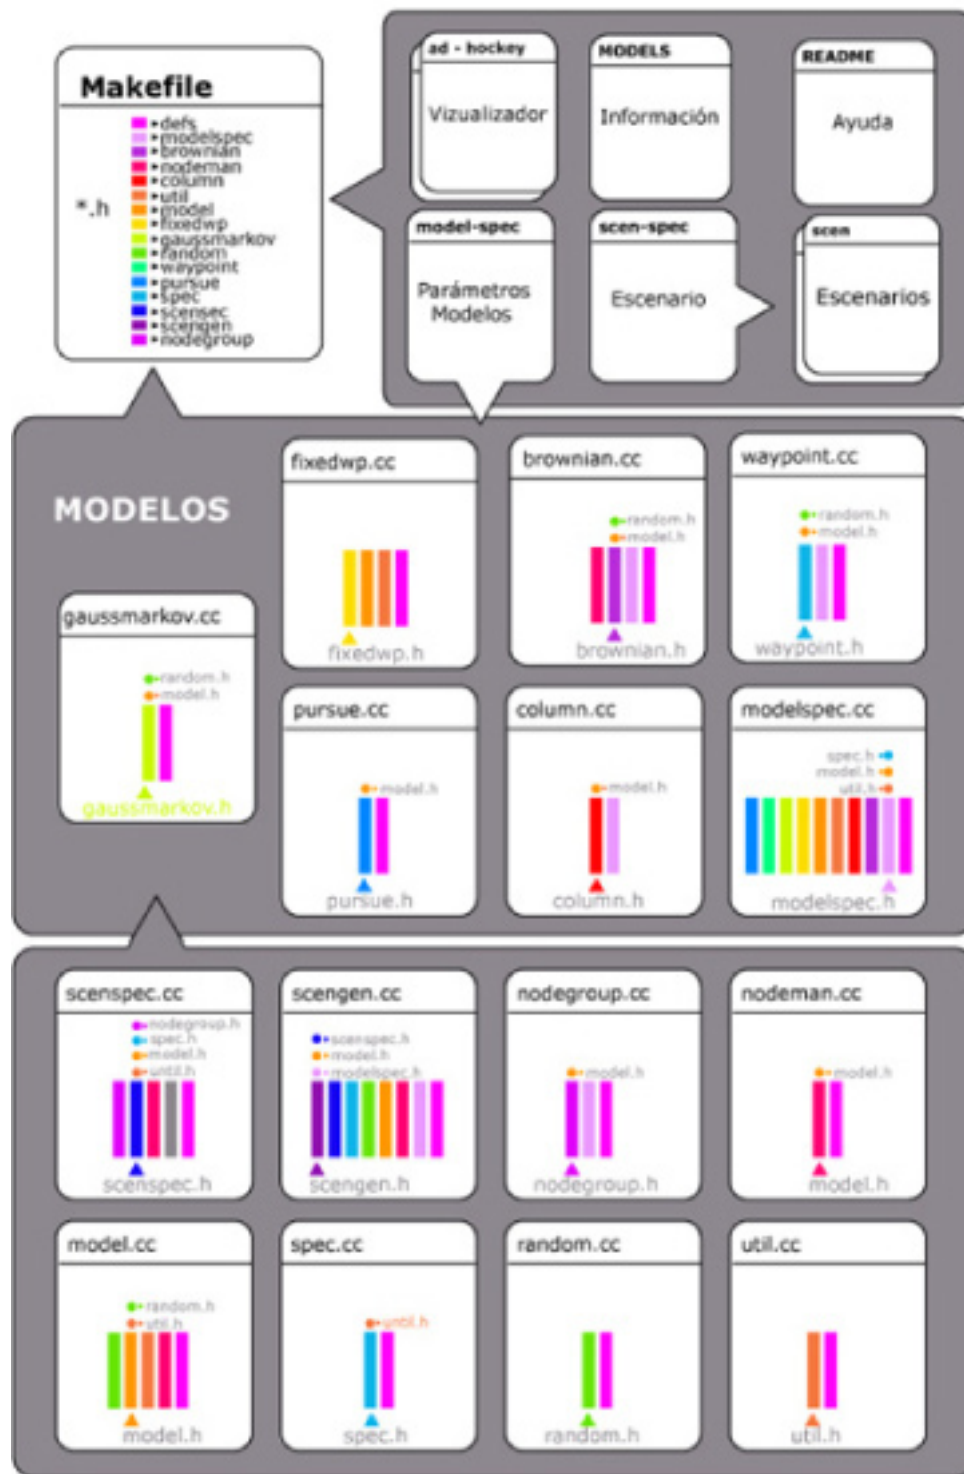 Makefile
*.h
defs
modelspec
brownian
nodeman
column
util
model
fixedwp
gaussmarkov
random
waypoint
pursue
spec
scensec
scengen
nodegroup
ad - hockey
Vizualizador
MODELS
Información
README
Ayuda
model-spec
Parámetros
Modelos
scen-spec
Escenario
scen
Escenarios
MODELOS
fixedwp.cc
fixedwp.h
brownian.cc
random.h
model.h
brownian.h
waypoint.cc
random.h
model.h
waypoint.h
gaussmarkov.cc
random.h
model.h
gaussmarkov.h
pursue.cc
model.h
pursue.h
column.cc
model.h
column.h
modelspec.cc
spec.h
model.h
util.h
modelspec.h
scenspec.cc
nodegroup.h
spec.h
model.h
until.h
scenspec.h
scengen.cc
scenspec.h
model.h
modelspec.h
scengen.h
nodegroup.cc
model.h
nodegroup.h
nodeman.cc
model.h
model.h
model.cc
random.h
util.h
model.h
spec.cc
until.h
spec.h
random.cc
random.h
util.cc
util.h